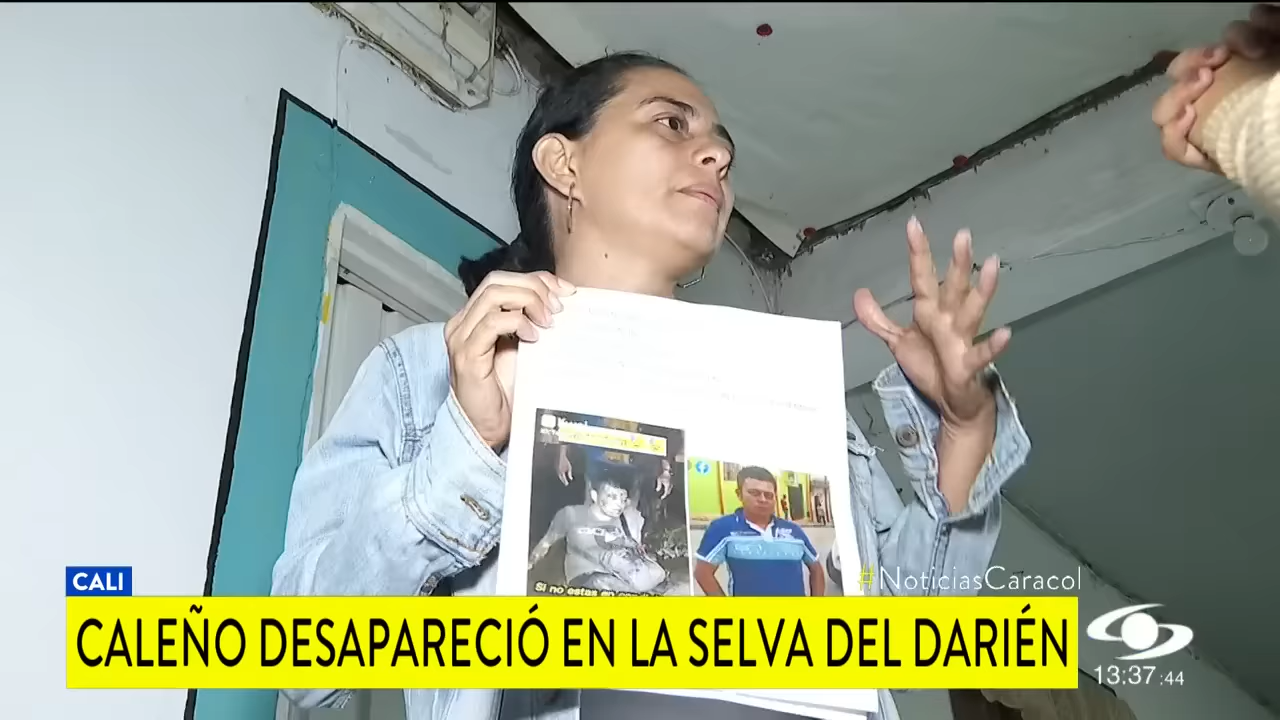 Si no estas en
#NoticiasCaracol
CALI
CALEÑO DESAPARECIÓ EN LA SELVA DEL DARIÉN
13:37:44